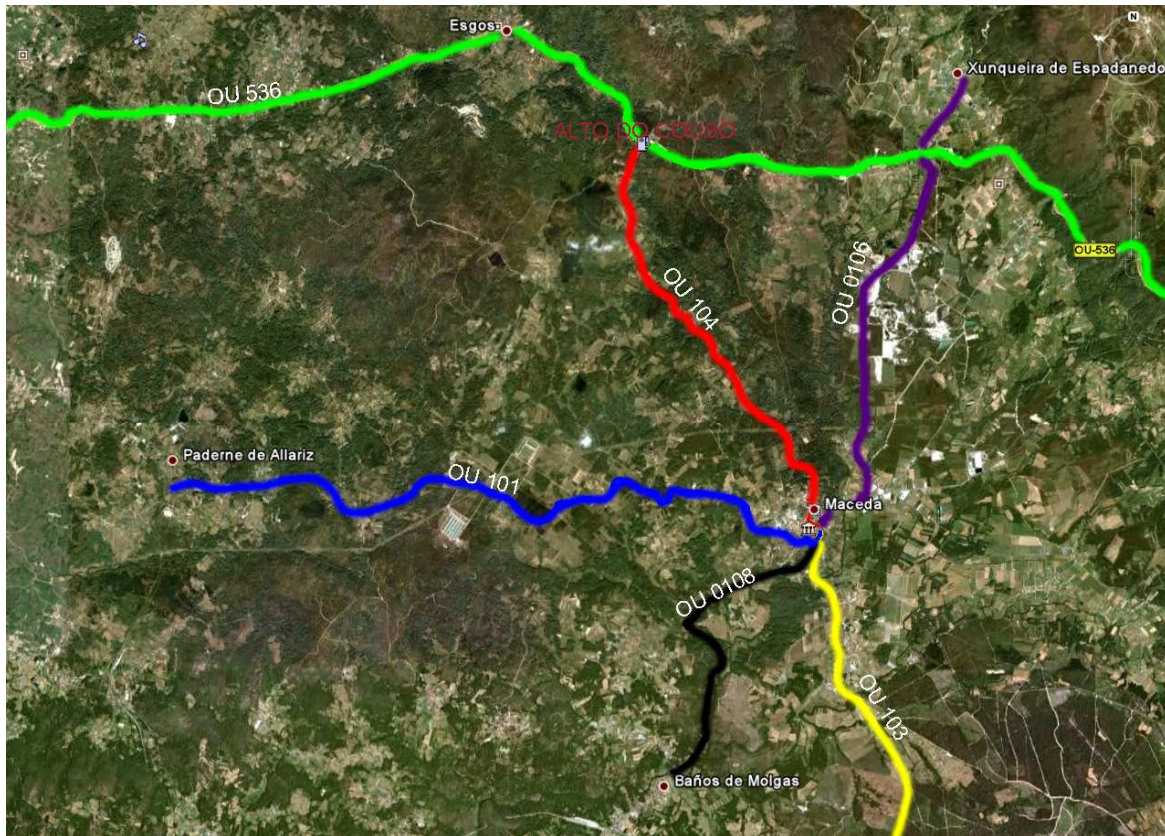 N
Esgos
OU 536
Xunqueira de Espadanedo
ALTO DO COUSO
OU-536
OU 0106
OU 104
Paderne de Allariz
OU 101
Maceda
OU 0108
OU 103
Baños de Molgas